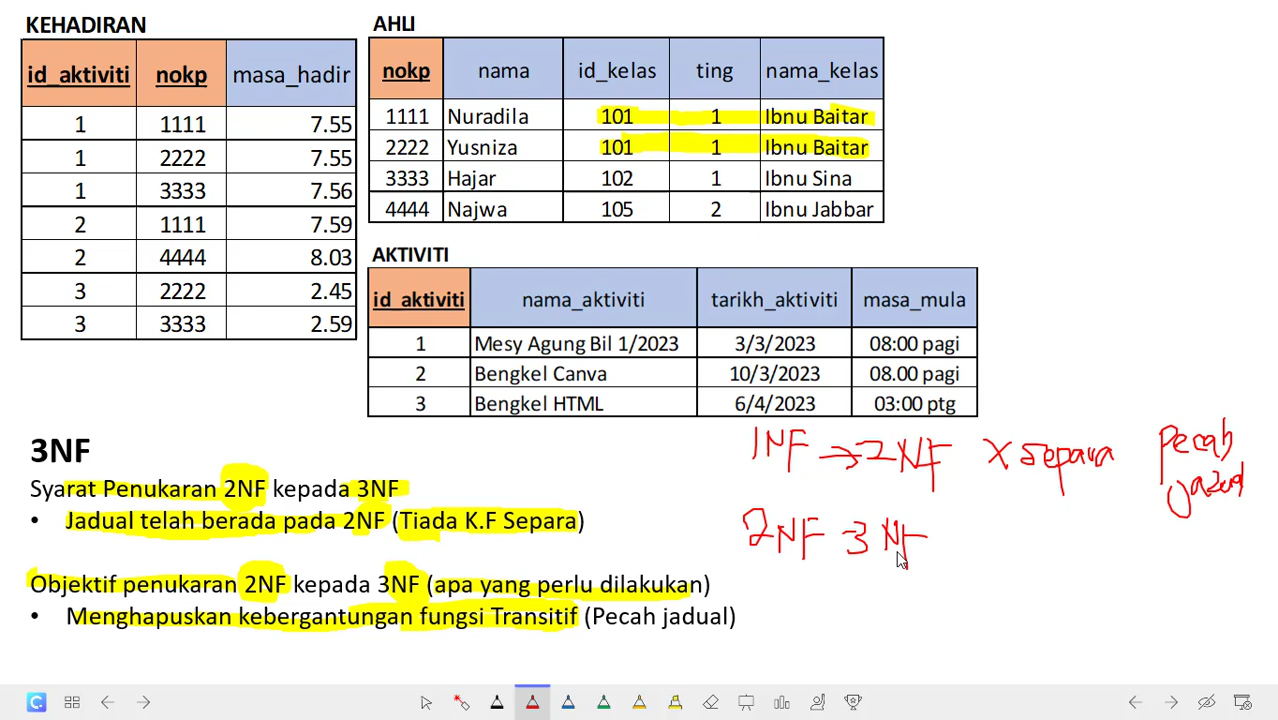 KEHADIRAN
id_aktiviti nokp masa_hadir
1 1111 7.55
1 2222 7.55
1 3333 7.56
2 1111 7.59
2 4444 8.03
3 2222 2.45
3 3333 2.59
AHLI
nokp nama id_kelas ting nama_kelas
1111 Nuradila 101 1 Ibnu Baitar
2222 Yusniza 101 1 Ibnu Baitar
3333 Hajar 102 1 Ibnu Sina
4444 Najwa 105 2 Ibnu Jabbar
AKTIVITI
id_aktiviti nama_aktiviti tarikh_aktiviti masa_mula
1 Mesy Agung Bil 1/2023 3/3/2023 08:00 pagi
2 Bengkel Canva 10/3/2023 08.00 pagi
3 Bengkel HTML 6/4/2023 03:00 ptg
3NF
Syarat Penukaran 2NF kepada 3NF
• Jadual telah berada pada 2NF (Tiada K.F Separa)
Objektif penukaran 2NF kepada 3NF (apa yang perlu dilakukan)
• Menghapuskan kebergantungan fungsi Transitif (Pecah jadual)
1NF → 2NF X separa pecah
2NF 3NF